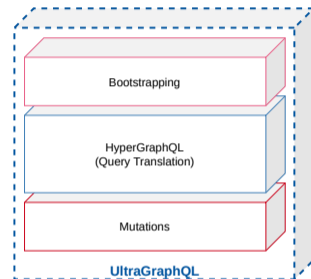 Bootstrapping
HyperGraphQL
(Query Translation)
Mutations
UltraGraphQL